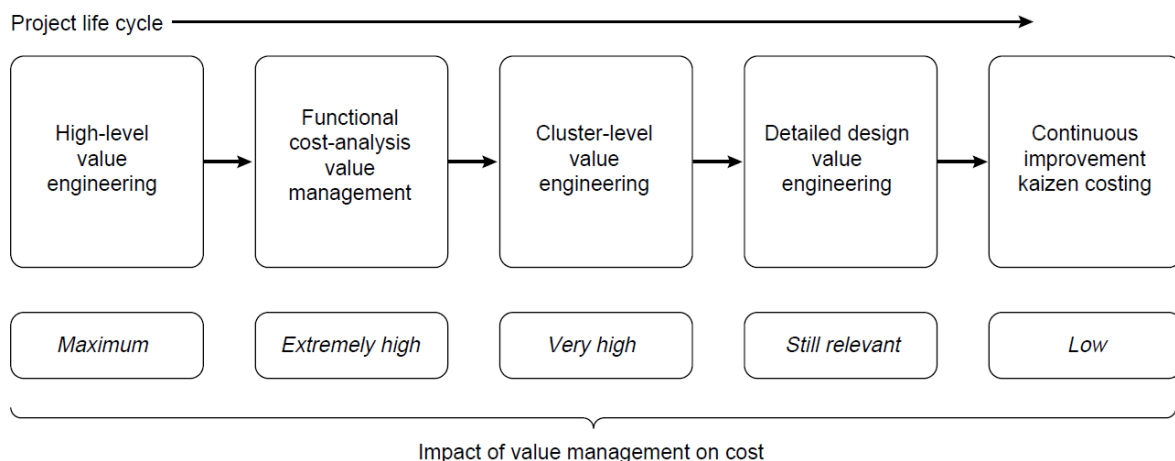 Project life cycle
High-level
value
engineering
Functional
cost-analysis
value
management
Cluster-level
value
engineering
Detailed design
value
engineering
Continuous
improvement
kaizen costing
Maximum
Extremely high
Very high
Still relevant
Low
Impact of value management on cost